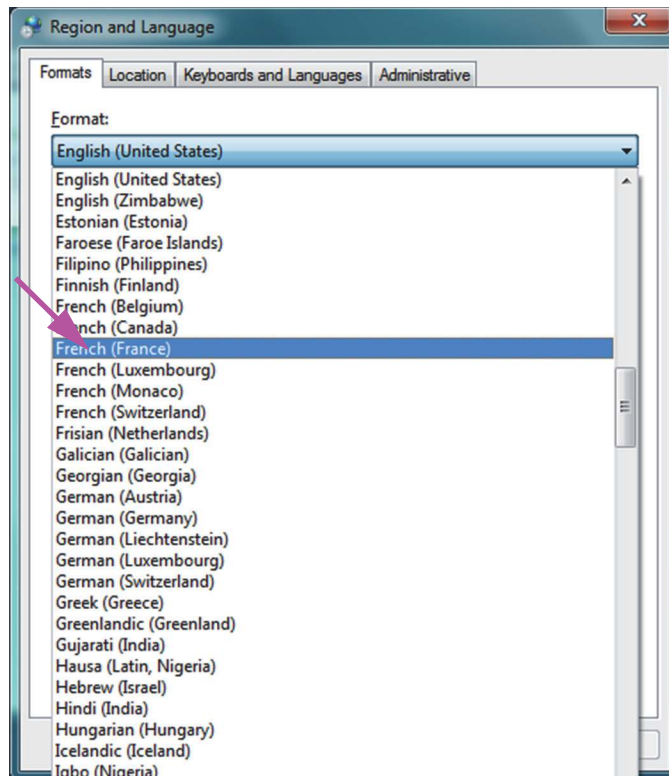 Region and Language
Formats Location Keyboards and Languages Administrative
Format:
English (United States)
English (United States)
English (Zimbabwe)
Estonian (Estonia)
Faroese (Faroe Islands)
Filipino (Philippines)
Finnish (Finland)
French (Belgium)
French (Canada)
French (France)
French (Luxembourg)
French (Monaco)
French (Switzerland)
Frisian (Netherlands)
Galician (Galician)
Georgian (Georgia)
German (Austria)
German (Germany)
German (Liechtenstein)
German (Luxembourg)
German (Switzerland)
Greek (Greece)
Greenlandic (Greenland)
Gujarati (India)
Hausa (Latin, Nigeria)
Hebrew (Israel)
Hindi (India)
Hungarian (Hungary)
Icelandic (Iceland)
Igbo (Nigeria)